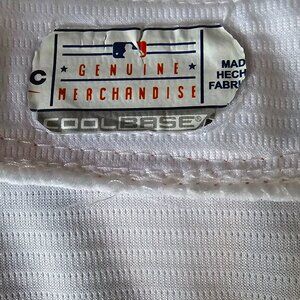 GENUINE
MERCHANDISE
C
MAD
HECH
FABRI
COOLBASE